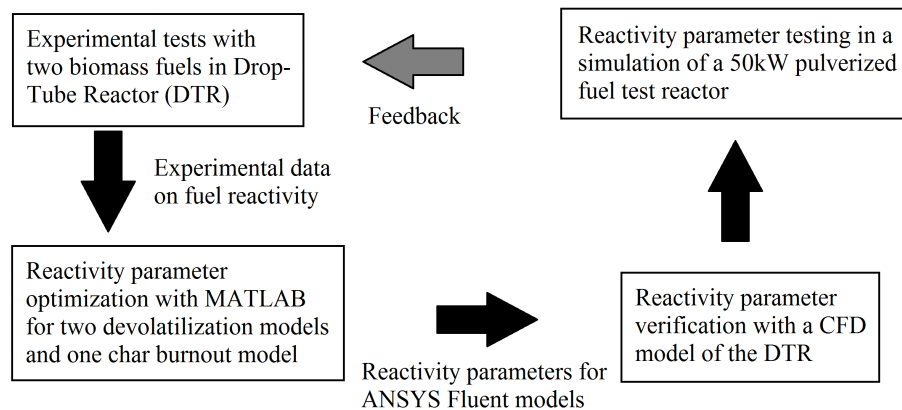 Experimental tests with
two biomass fuels in Drop-
Tube Reactor (DTR)
Feedback
Reactivity parameter testing in a
simulation of a 50kW pulverized
fuel test reactor
Experimental data
on fuel reactivity
Reactivity parameter
optimization with MATLAB
for two devolatilization models
and one char burnout model
Reactivity parameters for
ANSYS Fluent models
Reactivity parameter
verification with a CFD
model of the DTR